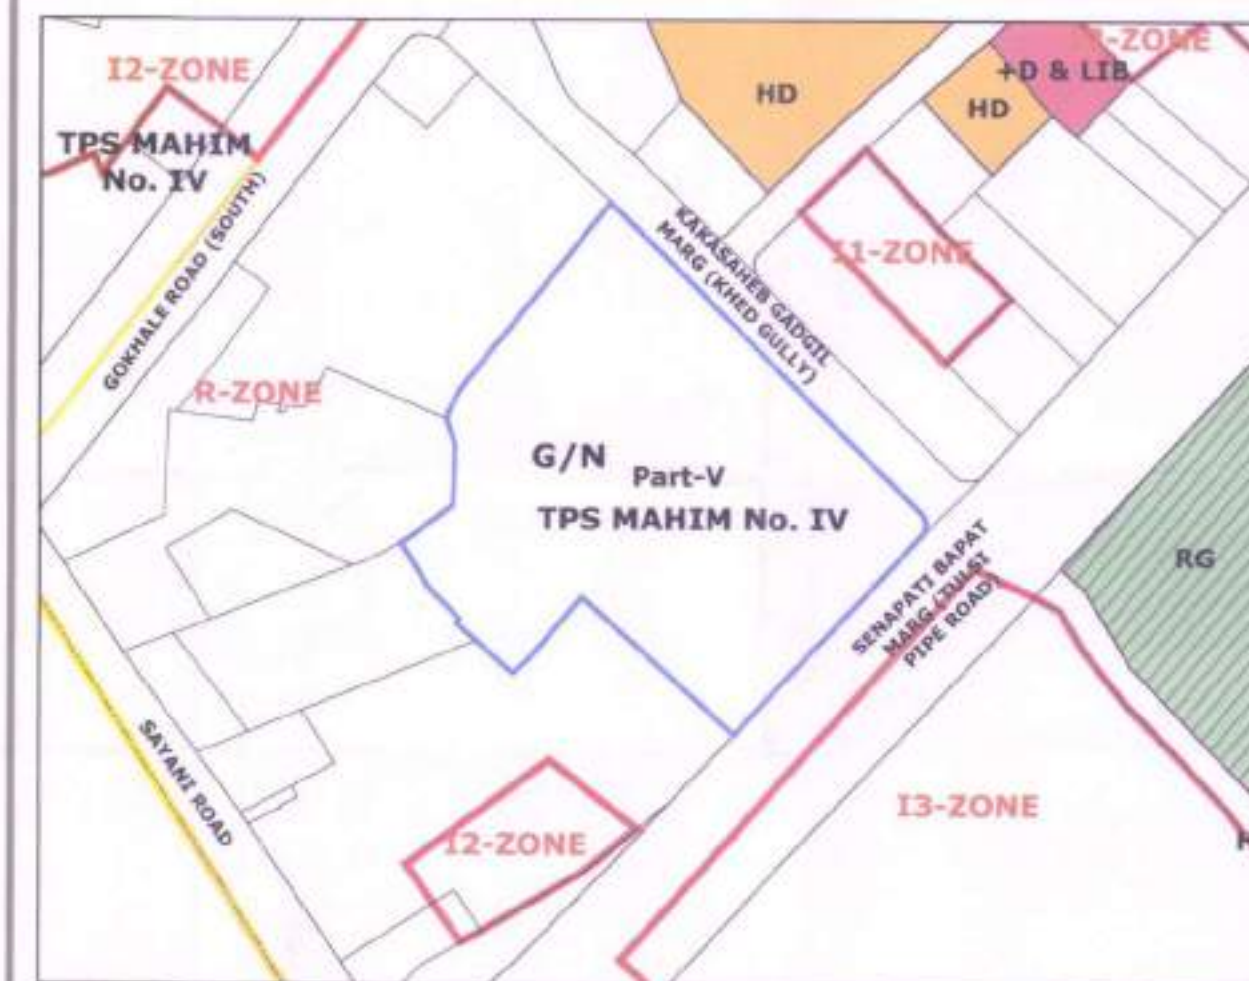 I2-ZONE
TPS MAHIM
No. IV
GOKHALE ROAD (SOUTH)
HD
HD
+D & LIB
-ZONE
I1-ZONE
KAKASAHEB GADGIL
MARG (KHED GULLY)
R-ZONE
G/N
Part-V
TPS MAHIM No. IV
SENAPATI BAPAT
MARG (TULSI
PIPE ROAD)
RG
SAYANI ROAD
I2-ZONE
I3-ZONE